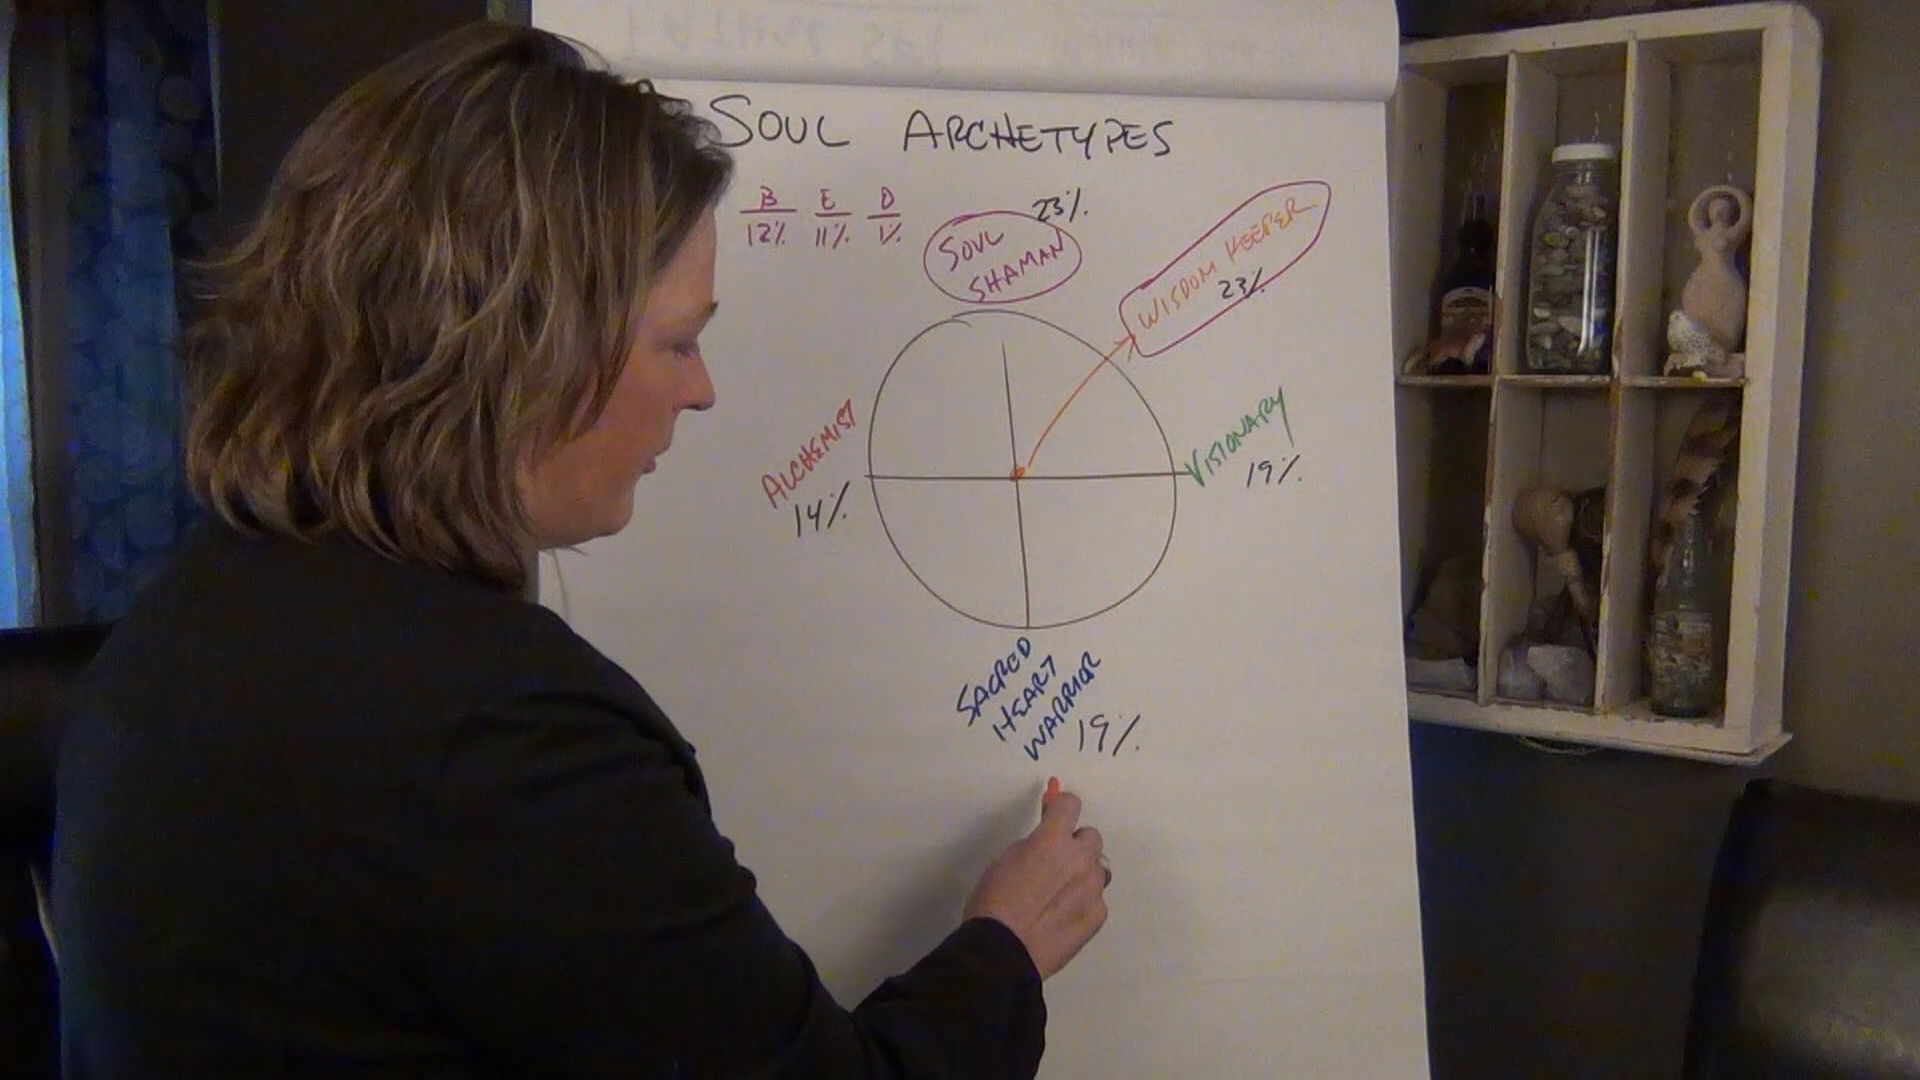 SOUL ARCHETYPES
B E D
12% 11% 1%
23%
SOUL
SHAMAN
WISDOM KEEPER
23%
VISIONARY
19%
ALCHEMIST
14%
SACRED
HEART
WARRIOR
19%